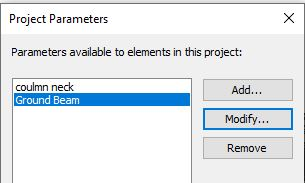 Project Parameters
Parameters available to elements in this project:
coulmn neck
Ground Beam
Add...
Modify...
Remove